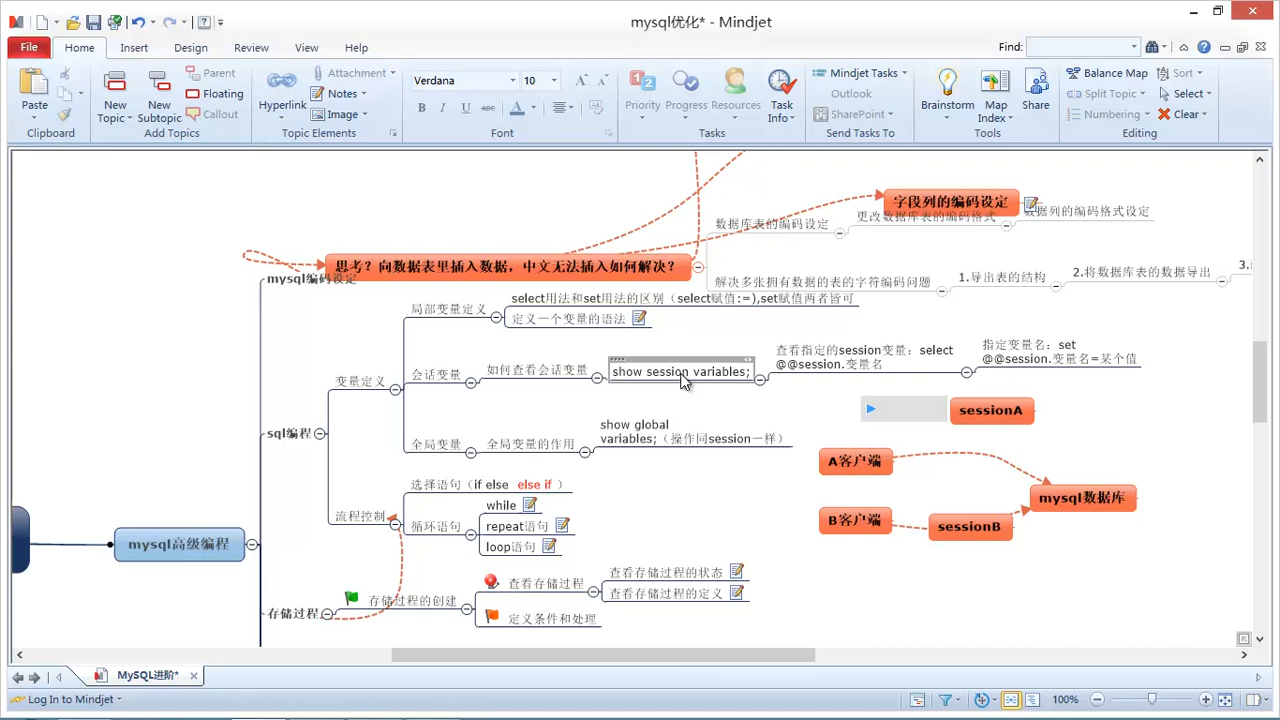 mysql优化* - Mindjet
File
Home
Insert
Design
Review
View
Help
Find:
Paste
Clipboard
New
Topic
New
Subtopic
Parent
Floating
Callout
Add Topics
Hyperlink
Attachment
Notes
Image
Topic Elements
Verdana
10
B I U abc A
Font
Priority
Progress
Resources
Task
Info
Tasks
Mindjet Tasks
Outlook
SharePoint
Send Tasks To
Brainstorm
Map
Index
Share
Tools
Balance Map
Split Topic
Numbering
Sort
Select
Clear
Editing
字段列的编码设定
数据库表的编码设定
更改数据库表的编码格式
数据列的编码格式设定
思考？向数据表里插入数据，中文无法插入如何解决？
mysql编码设定
解决多张拥有数据的表的字符编码问题
1.导出表的结构
2.将数据库表的数据导出
3.
局部变量定义
select用法和set用法的区别（select赋值:=),set赋值两者皆可
定义一个变量的语法
变量定义
会话变量
如何查看会话变量
show session variables;
查看指定的session变量：select
@@session.变量名
指定变量名：set
@@session.变量名=某个值
sessionA
sql编程
全局变量
全局变量的作用
show global
variables;（操作同session一样）
A客户端
mysql数据库
B客户端
sessionB
流程控制
选择语句（if else else if ）
循环语句
while
repeat语句
loop语句
mysql高级编程
存储过程
存储过程的创建
查看存储过程
查看存储过程的状态
查看存储过程的定义
定义条件和处理
MySQL进阶*
Log In to Mindjet
100%